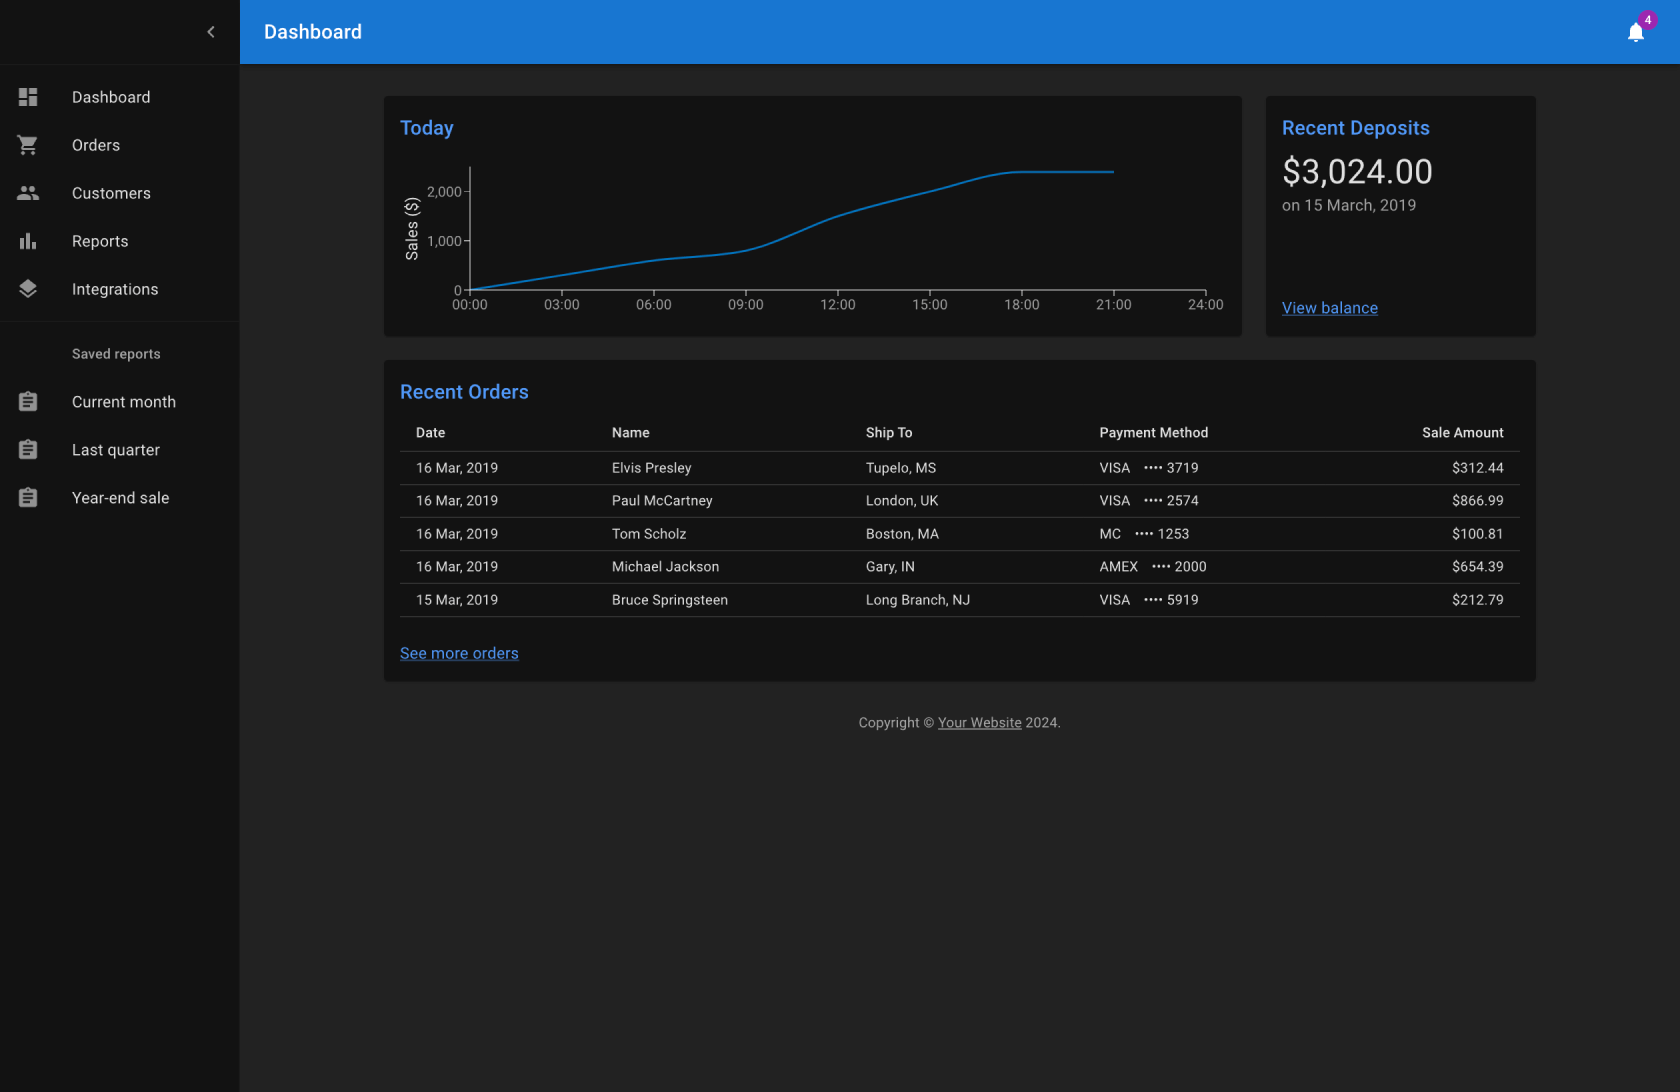 Dashboard
4
Dashboard
Orders
Customers
Reports
Integrations
Saved reports
Current month
Last quarter
Year-end sale
Today
Sales ($)
2,000
1,000
0
00:00 03:00 06:00 09:00 12:00 15:00 18:00 21:00 24:00
Recent Deposits
$3,024.00
on 15 March, 2019
View balance
Recent Orders
Date Name Ship To Payment Method Sale Amount
16 Mar, 2019 Elvis Presley Tupelo, MS VISA •••• 3719 $312.44
16 Mar, 2019 Paul McCartney London, UK VISA •••• 2574 $866.99
16 Mar, 2019 Tom Scholz Boston, MA MC •••• 1253 $100.81
16 Mar, 2019 Michael Jackson Gary, IN AMEX •••• 2000 $654.39
15 Mar, 2019 Bruce Springsteen Long Branch, NJ VISA •••• 5919 $212.79
See more orders
Copyright © Your Website 2024.